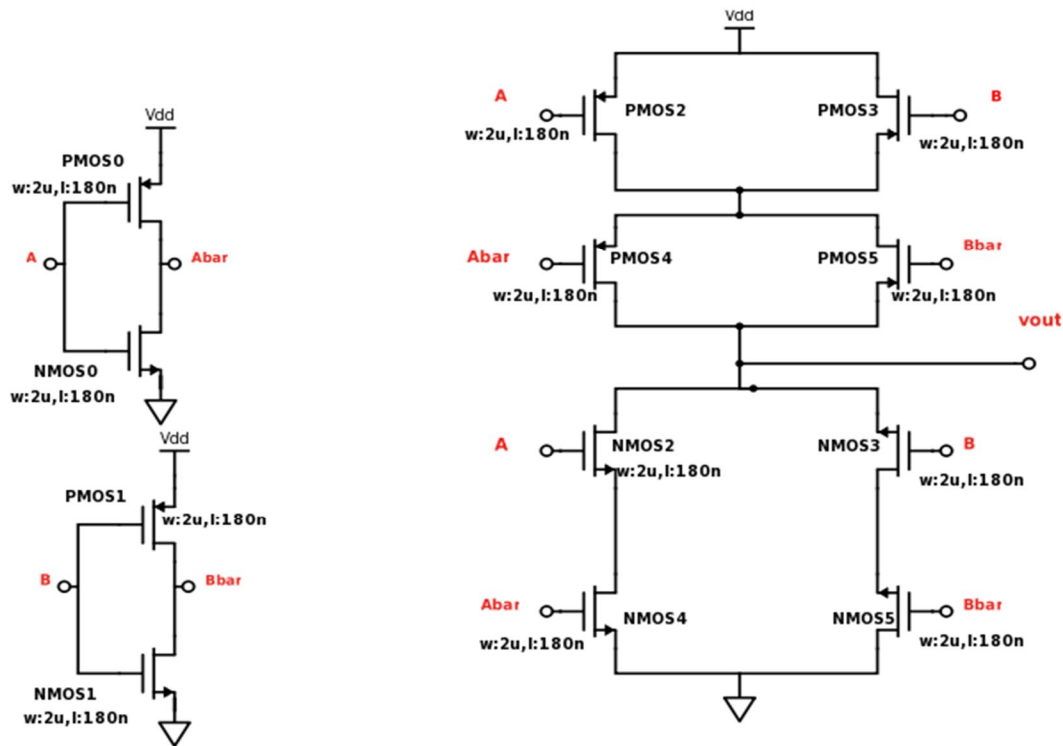 Vdd
PMOS0
w:2u,l:180n
A
Abar
NMOS0
w:2u,l:180n
Vdd
PMOS1
w:2u,l:180n
B
Bbar
NMOS1
w:2u,l:180n
Vdd
A
PMOS2
w:2u,l:180n
PMOS3
B
w:2u,l:180n
Abar
PMOS4
w:2u,l:180n
PMOS5
Bbar
w:2u,l:180n
vout
A
NMOS2
w:2u,l:180n
NMOS3
B
w:2u,l:180n
Abar
NMOS4
w:2u,l:180n
NMOS5
Bbar
w:2u,l:180n